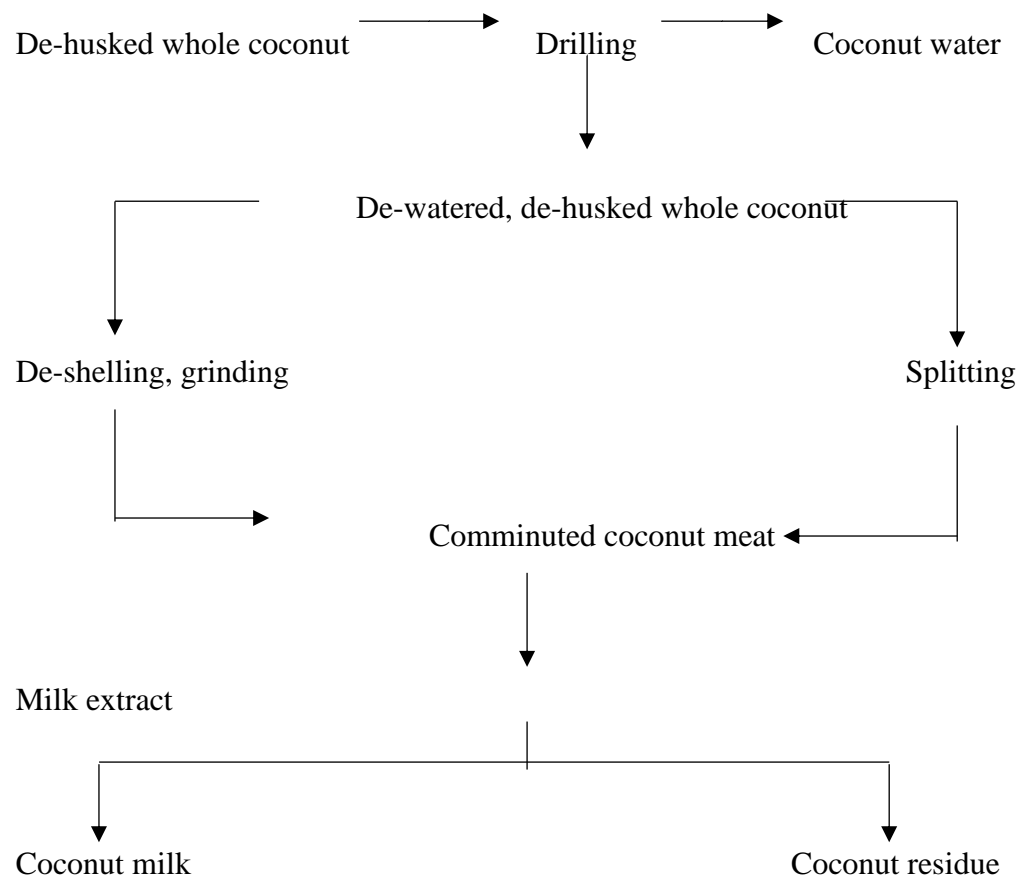 De-husked whole coconut Drilling Coconut water
De-watered, de-husked whole coconut
De-shelling, grinding Splitting
Comminuted coconut meat
Milk extract
Coconut milk Coconut residue